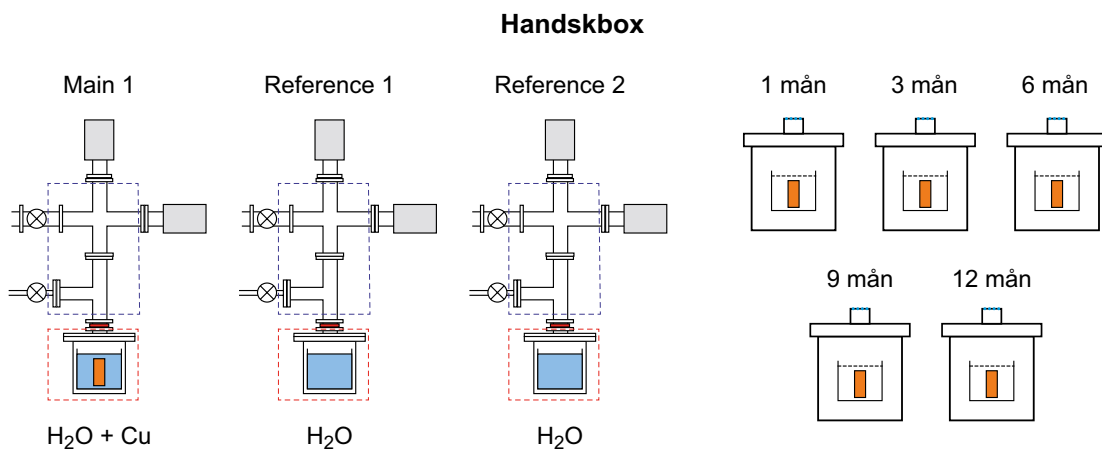 Handskbox
Main 1
Reference 1
Reference 2
1 mån
3 mån
6 mån
9 mån
12 mån
H₂O + Cu
H₂O
H₂O